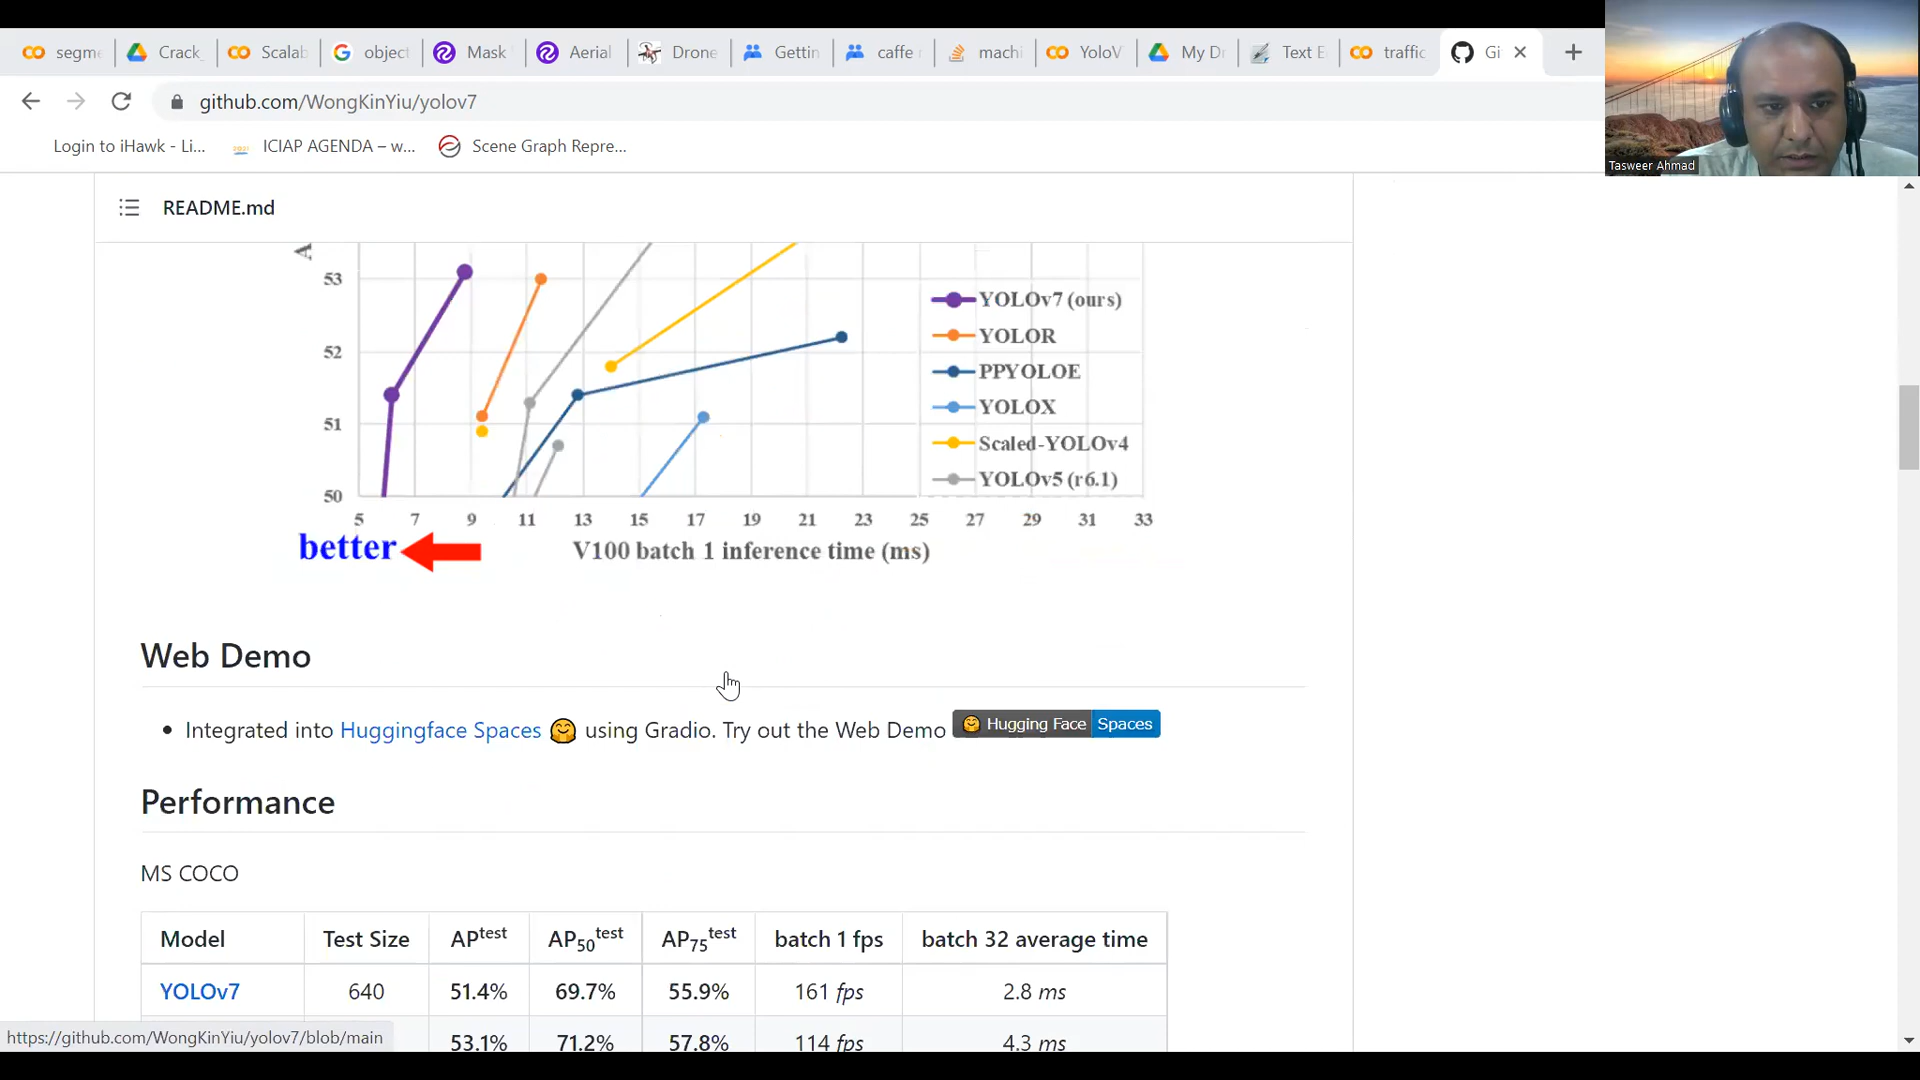 segme
Crack_
Scalab
object
Mask
Aerial
Drone
Gettin
caffe
machi
YoloV
My Dr
Text E
traffic
Gi
github.com/WongKinYiu/yolov7
Login to iHawk - Li...
ICIAP AGENDA – w...
Scene Graph Repre...
Tasweer Ahmad
README.md
53
52
51
50
YOLOv7 (ours)
YOLOR
PPYOLOE
YOLOX
Scaled-YOLOv4
YOLOv5 (r6.1)
5 7 9 11 13 15 17 19 21 23 25 27 29 31 33
better
V100 batch 1 inference time (ms)
Web Demo
Integrated into Huggingface Spaces 🤗 using Gradio. Try out the Web Demo 🤗 Hugging Face Spaces
Performance
MS COCO
Model Test Size APtest AP50test AP75test batch 1 fps batch 32 average time
YOLOv7 640 51.4% 69.7% 55.9% 161 fps 2.8 ms
53.1% 71.2% 57.8% 114 fps 4.3 ms
https://github.com/WongKinYiu/yolov7/blob/main